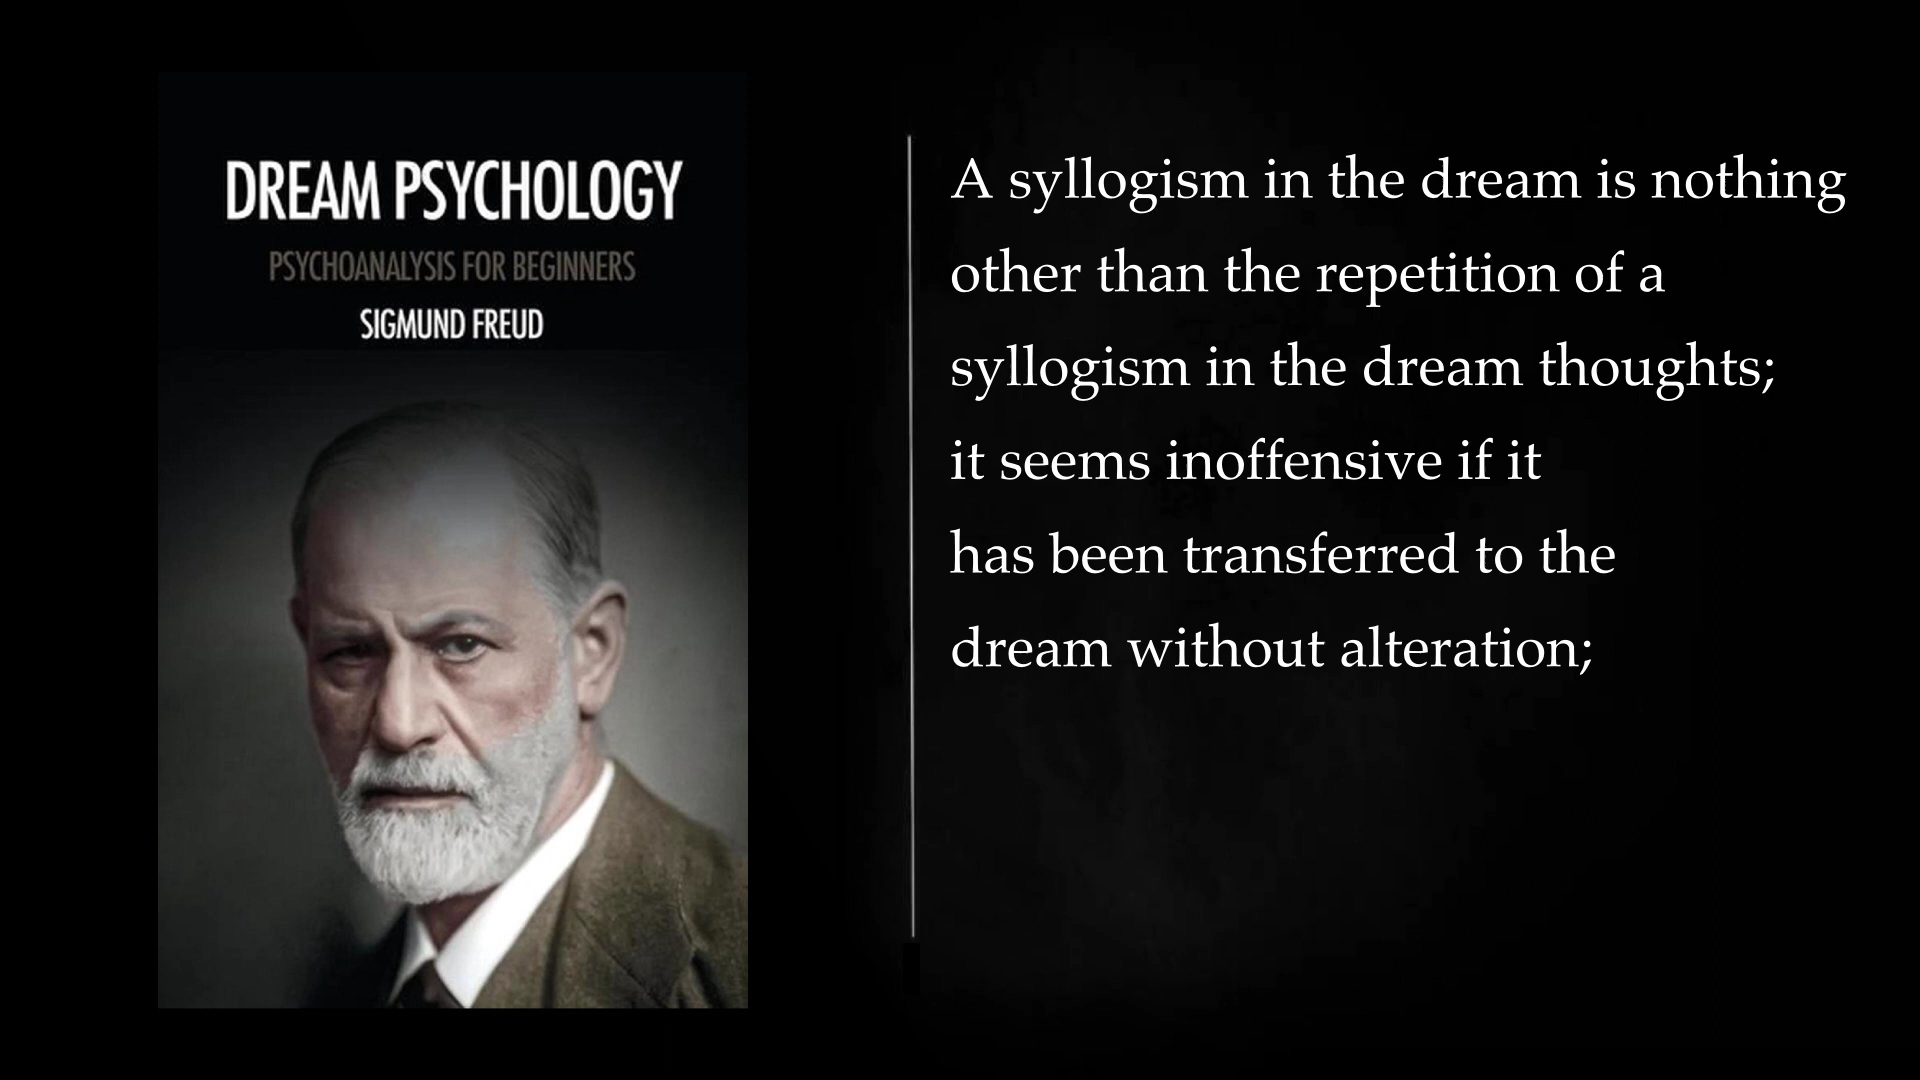 DREAM PSYCHOLOGY
PSYCHOANALYSIS FOR BEGINNERS
SIGMUND FREUD
A syllogism in the dream is nothing
other than the repetition of a
syllogism in the dream thoughts;
it seems inoffensive if it
has been transferred to the
dream without alteration;